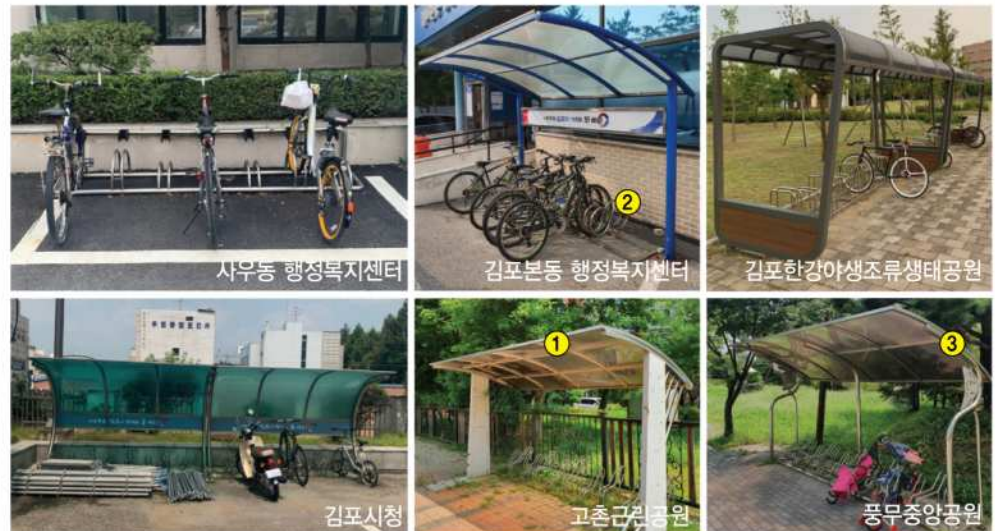 사우동 행정복지센터
김포본동 행정복지센터
2
김포한강야생조류생태공원
김포시청
1
고촌근린공원
3
풍무중앙공원